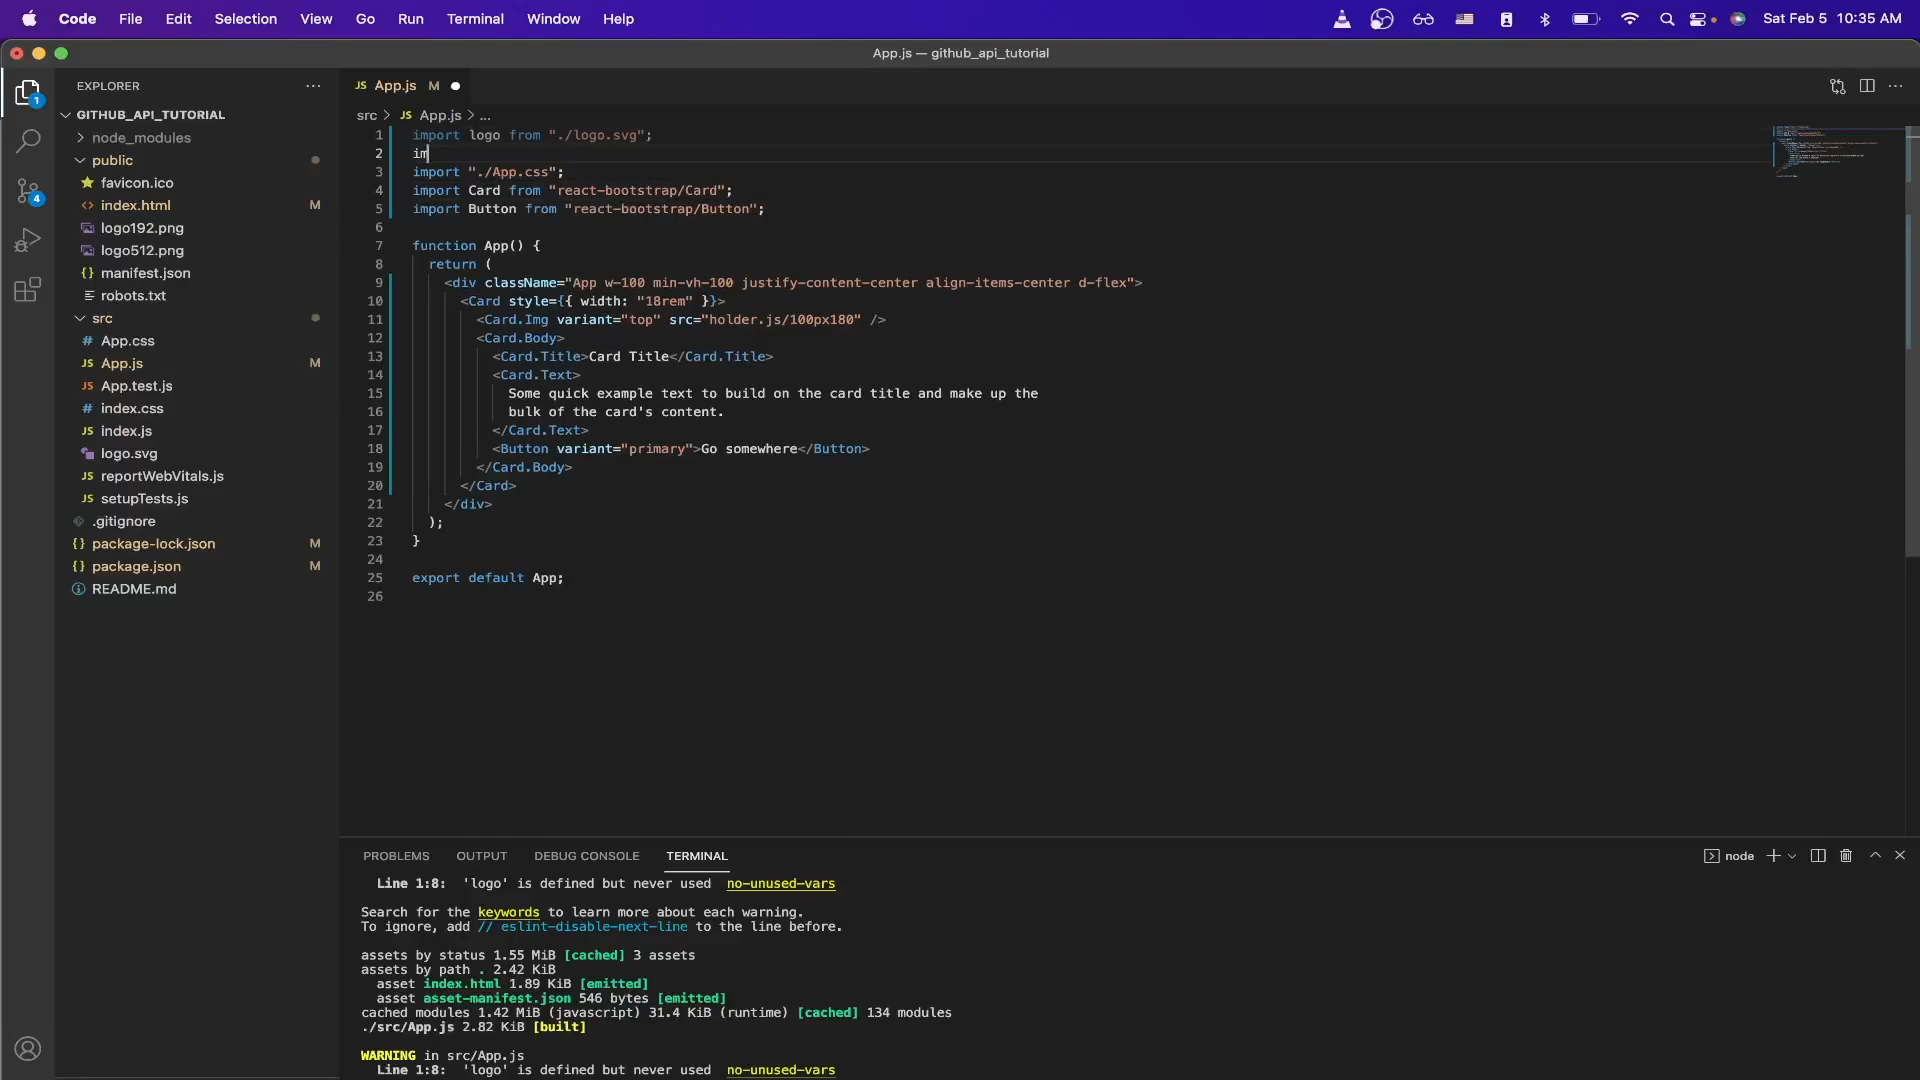 Code File Edit Selection View Go Run Terminal Window Help Sat Feb 5 10:35 AM
App.js — github_api_tutorial
EXPLORER
GITHUB_API_TUTORIAL
node_modules
public
favicon.ico
index.html M
logo192.png
logo512.png
manifest.json
robots.txt
src
App.css
App.js M
App.test.js
index.css
index.js
logo.svg
reportWebVitals.js
setupTests.js
.gitignore
package-lock.json M
package.json M
README.md
1
4
JS App.js M
src > JS App.js > ...
1 import logo from "./logo.svg";
2 im
3 import "./App.css";
4 import Card from "react-bootstrap/Card";
5 import Button from "react-bootstrap/Button";
6
7 function App() {
8 return (
9 <div className="App w-100 min-vh-100 justify-content-center align-items-center d-flex">
10 <Card style={{ width: "18rem" }}>
11 <Card.Img variant="top" src="holder.js/100px180" />
12 <Card.Body>
13 <Card.Title>Card Title</Card.Title>
14 <Card.Text>
15 Some quick example text to build on the card title and make up the
16 bulk of the card's content.
17 </Card.Text>
18 <Button variant="primary">Go somewhere</Button>
19 </Card.Body>
20 </Card>
21 </div>
22 );
23 }
24
25 export default App;
26
PROBLEMS OUTPUT DEBUG CONSOLE TERMINAL node
Line 1:8: 'logo' is defined but never used no-unused-vars
Search for the keywords to learn more about each warning.
To ignore, add // eslint-disable-next-line to the line before.
assets by status 1.55 MiB [cached] 3 assets
assets by path . 2.42 KiB
asset index.html 1.89 KiB [emitted]
asset asset-manifest.json 546 bytes [emitted]
cached modules 1.42 MiB (javascript) 31.4 KiB (runtime) [cached] 134 modules
./src/App.js 2.82 KiB [built]
WARNING in src/App.js
Line 1:8: 'logo' is defined but never used no-unused-vars